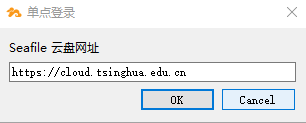 单点登录
Seafile 云盘网址
https://cloud.tsinghua.edu.cn
OK
Cancel